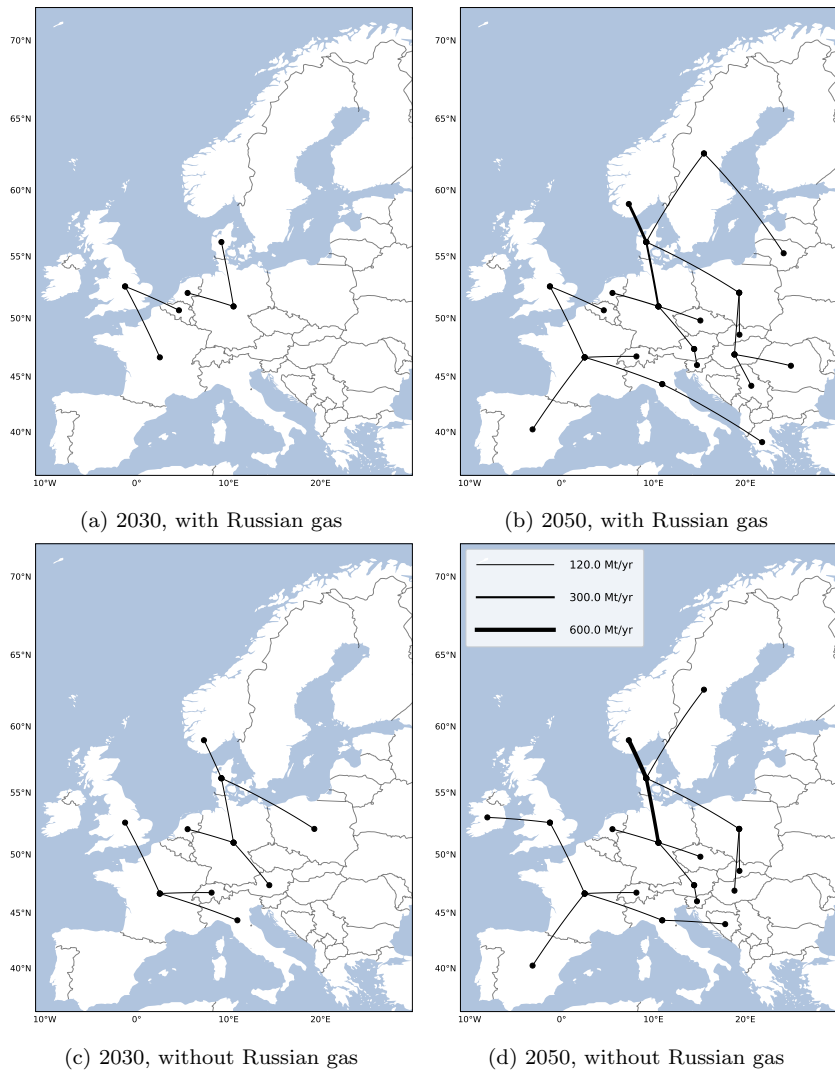 70°N
65°N
60°N
55°N
50°N
45°N
40°N
10°W 0° 10°E 20°E
(a) 2030, with Russian gas
70°N
65°N
60°N
55°N
50°N
45°N
40°N
10°W 0° 10°E 20°E
(b) 2050, with Russian gas
70°N
65°N
60°N
55°N
50°N
45°N
40°N
10°W 0° 10°E 20°E
(c) 2030, without Russian gas
120.0 Mt/yr
300.0 Mt/yr
600.0 Mt/yr
70°N
65°N
60°N
55°N
50°N
45°N
40°N
10°W 0° 10°E 20°E
(d) 2050, without Russian gas